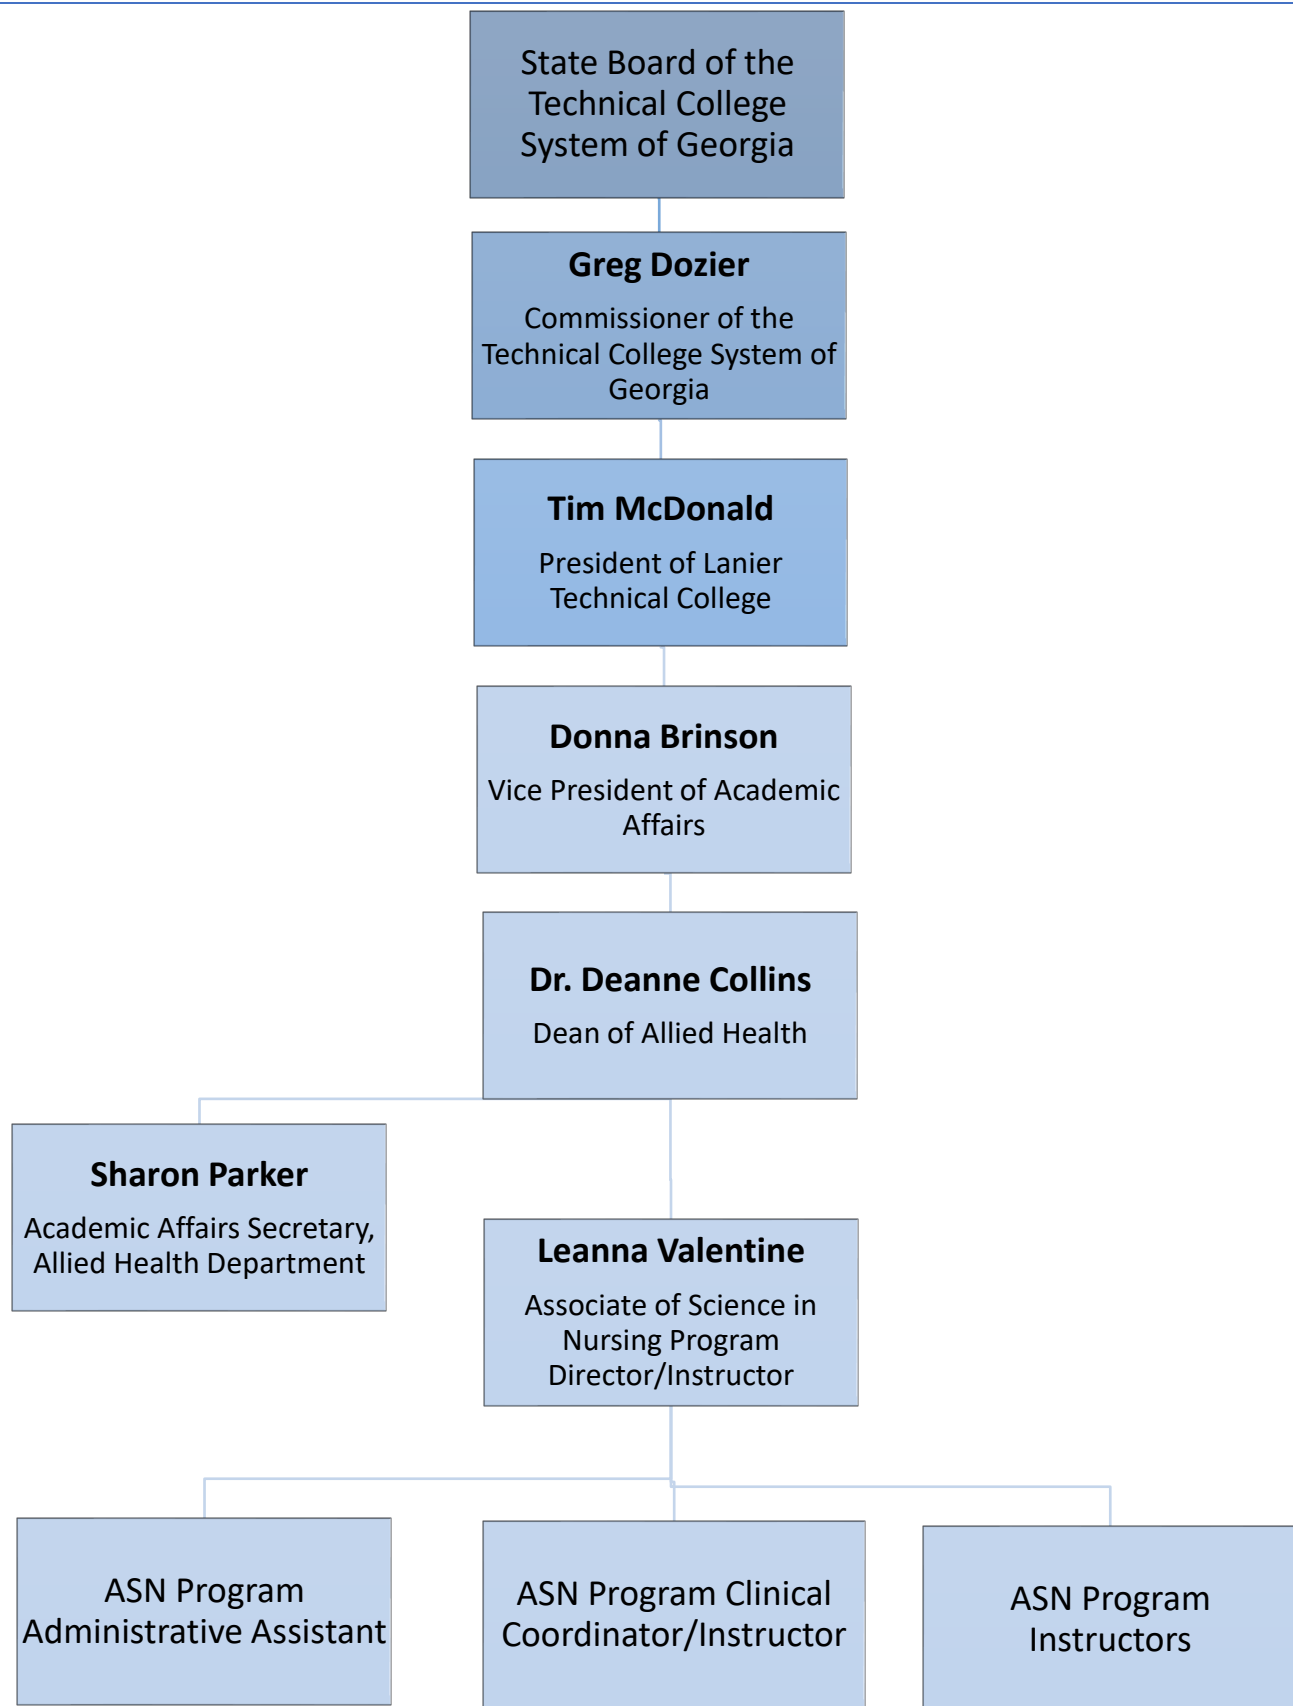 State Board of the
Technical College
System of Georgia
Greg Dozier
Commissioner of the
Technical College System of
Georgia
Tim McDonald
President of Lanier
Technical College
Donna Brinson
Vice President of Academic
Affairs
Dr. Deanne Collins
Dean of Allied Health
Sharon Parker
Academic Affairs Secretary,
Allied Health Department
Leanna Valentine
Associate of Science in
Nursing Program
Director/Instructor
ASN Program
Administrative Assistant
ASN Program Clinical
Coordinator/Instructor
ASN Program
Instructors